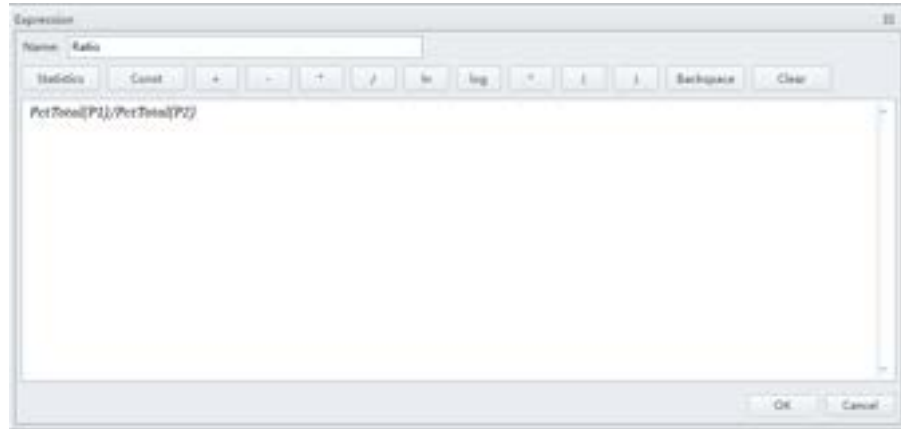 Expression
Name: Ratio
Statistics Const + - * / ln log ^ ( ) Backspace Clear
PctTotal(P1)/PctTotal(P2)
OK Cancel